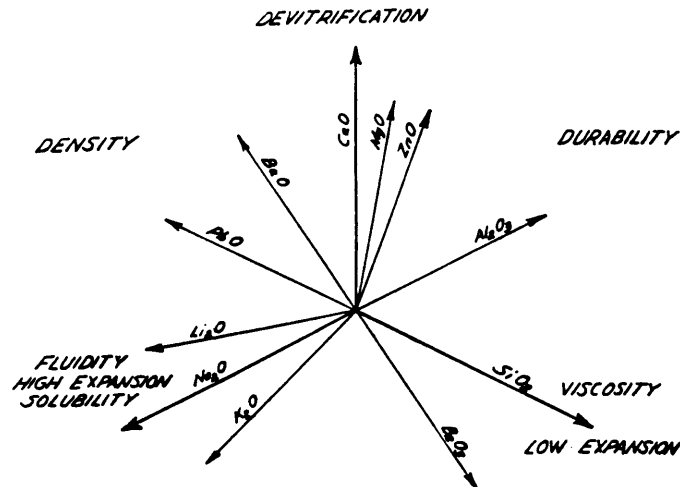 DEVITRIFICATION
DENSITY
DURABILITY
BaO
CaO
MgO
ZnO
PbO
Al₂O₃
Li₂O
FLUIDITY
HIGH EXPANSION
SOLUBILITY
Na₂O
K₂O
B₂O₃
SiO₂
VISCOSITY
LOW EXPANSION